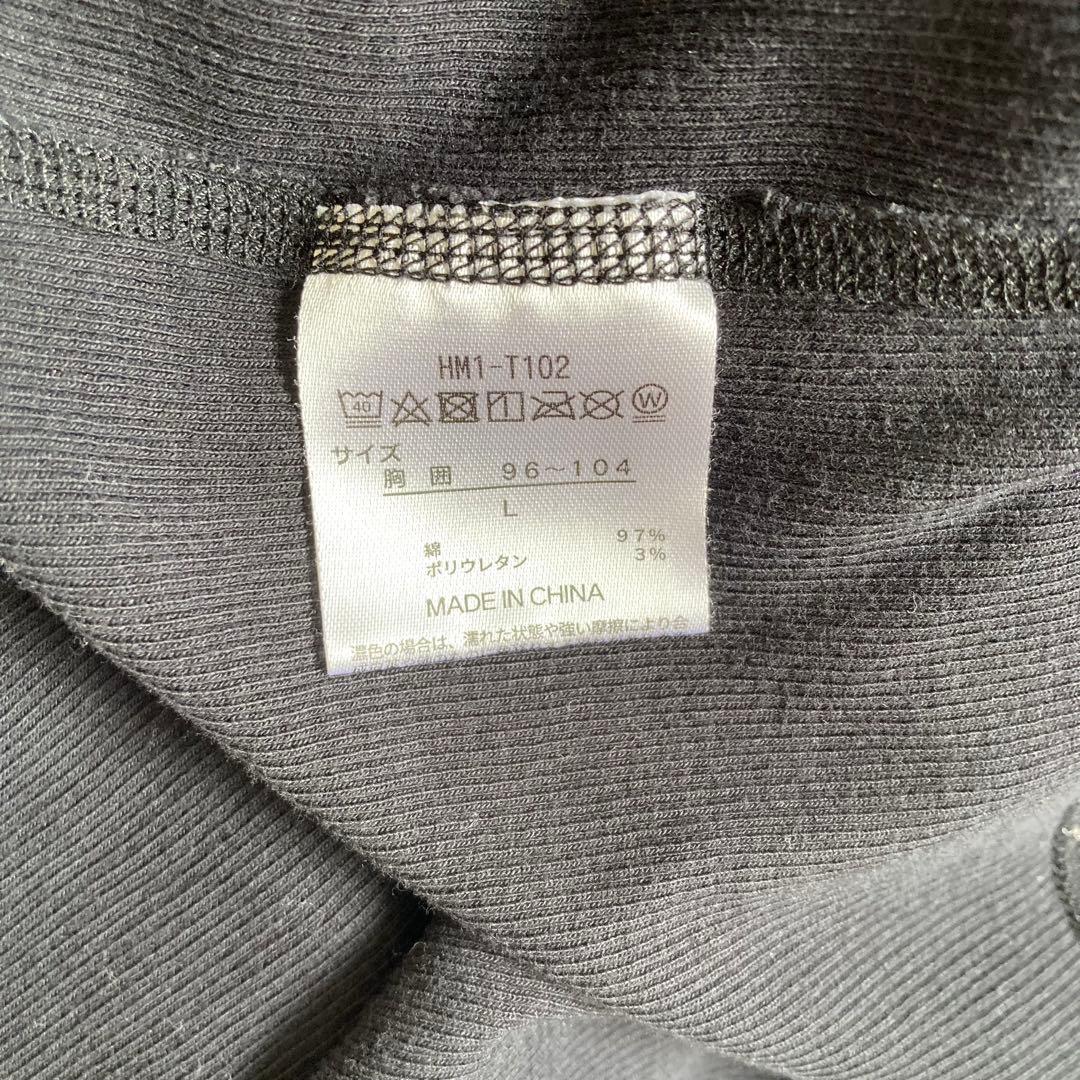 HM1-T102
40 W
サイズ
胸囲 96～104
L
綿 97%
ポリウレタン 3%
MADE IN CHINA
濃色の場合は、濡れた状態や強い摩擦により